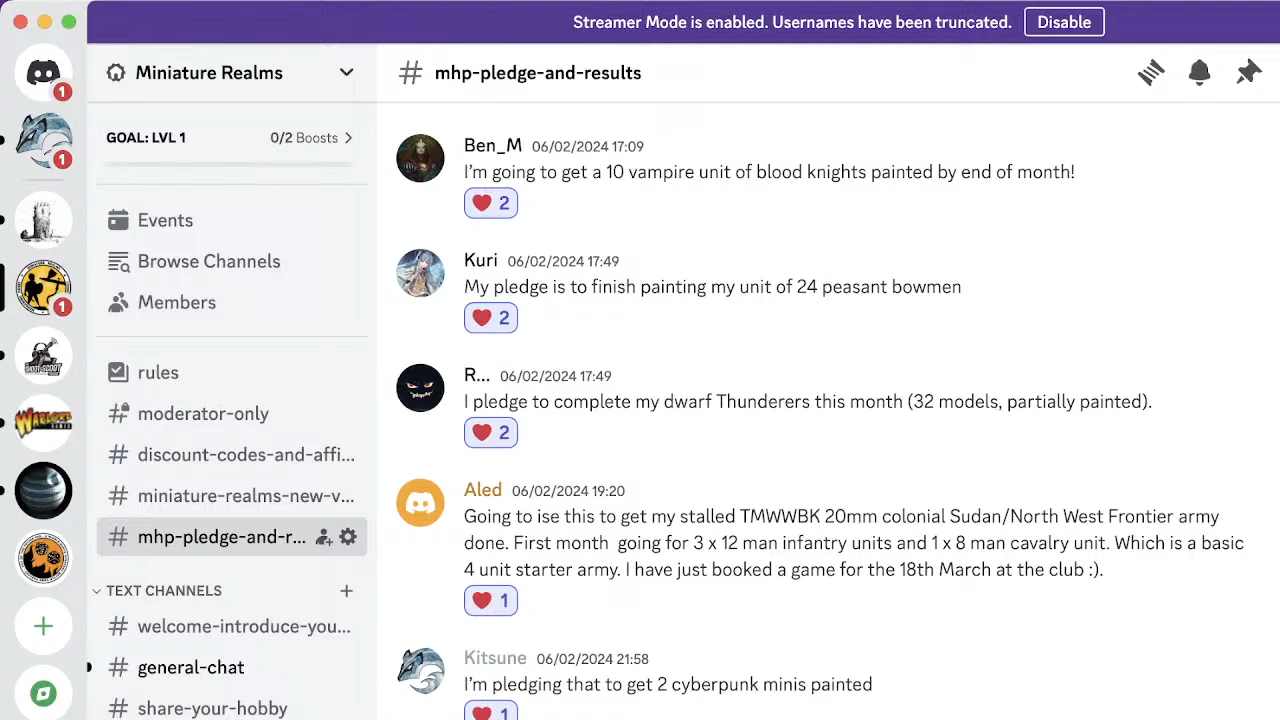 Streamer Mode is enabled. Usernames have been truncated. Disable
1
1
1
WARLORD
GAMES
Miniature Realms
GOAL: LVL 1 0/2 Boosts
Events
Browse Channels
Members
rules
moderator-only
discount-codes-and-affi...
miniature-realms-new-v...
mhp-pledge-and-r...
TEXT CHANNELS
welcome-introduce-you...
general-chat
share-your-hobby
mhp-pledge-and-results
Ben_M 06/02/2024 17:09
I'm going to get a 10 vampire unit of blood knights painted by end of month!
2
Kuri 06/02/2024 17:49
My pledge is to finish painting my unit of 24 peasant bowmen
2
R... 06/02/2024 17:49
I pledge to complete my dwarf Thunderers this month (32 models, partially painted).
2
Aled 06/02/2024 19:20
Going to ise this to get my stalled TMWWBK 20mm colonial Sudan/North West Frontier army
done. First month going for 3 x 12 man infantry units and 1 x 8 man cavalry unit. Which is a basic
4 unit starter army. I have just booked a game for the 18th March at the club :).
1
Kitsune 06/02/2024 21:58
I'm pledging that to get 2 cyberpunk minis painted
1